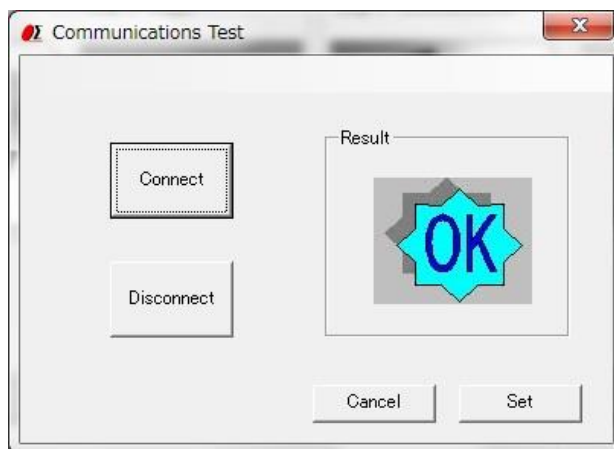 Communications Test
Connect
Disconnect
Result
OK
Cancel
Set